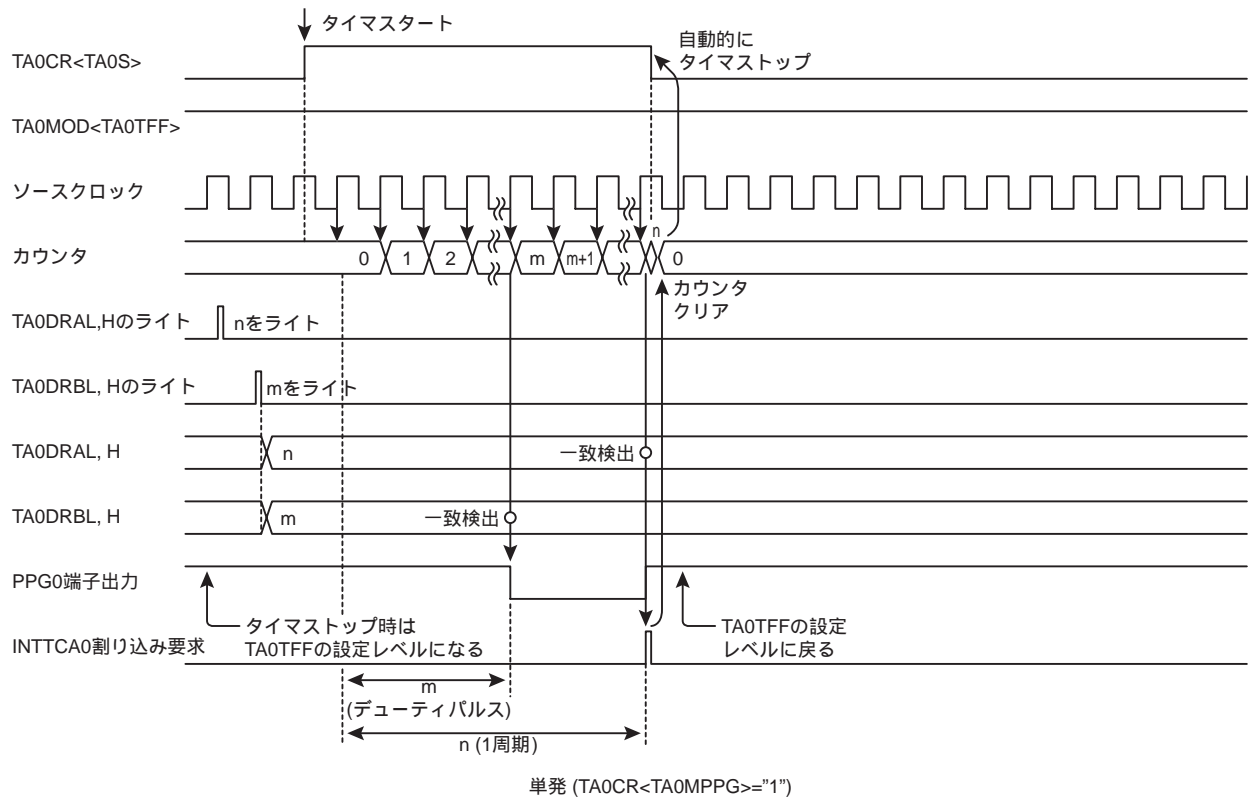 タイマスタート
TA0CR<TA0S>
自動的に
タイマストップ
TA0MOD<TA0TFF>
ソースクロック
n
カウンタ
0 1 2 m m+1 0
カウンタ
クリア
TA0DRAL,Hのライト
nをライト
TA0DRBL, Hのライト
mをライト
TA0DRAL, H
n
一致検出
TA0DRBL, H
m
一致検出
PPG0端子出力
タイマストップ時は
TA0TFFの設定レベルになる
TA0TFFの設定
レベルに戻る
INTTCA0割り込み要求
m
(デューティパルス)
n (1周期)
単発 (TA0CR<TA0MPPG>="1")